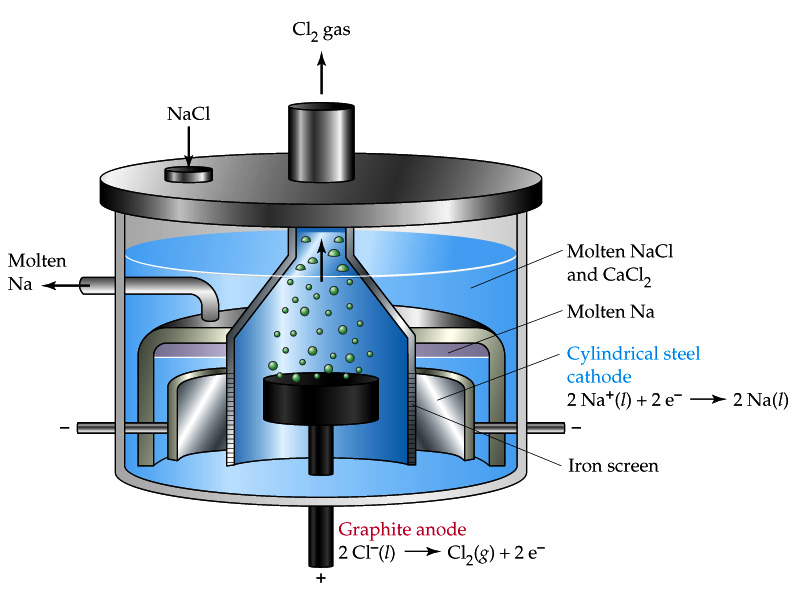 Cl₂ gas
NaCl
Molten
Na
Molten NaCl
and CaCl₂
Molten Na
Cylindrical steel
cathode
2 Na⁺(l) + 2 e⁻ ⟶ 2 Na(l)
–
–
Iron screen
Graphite anode
2 Cl⁻(l) ⟶ Cl₂(g) + 2 e⁻
+